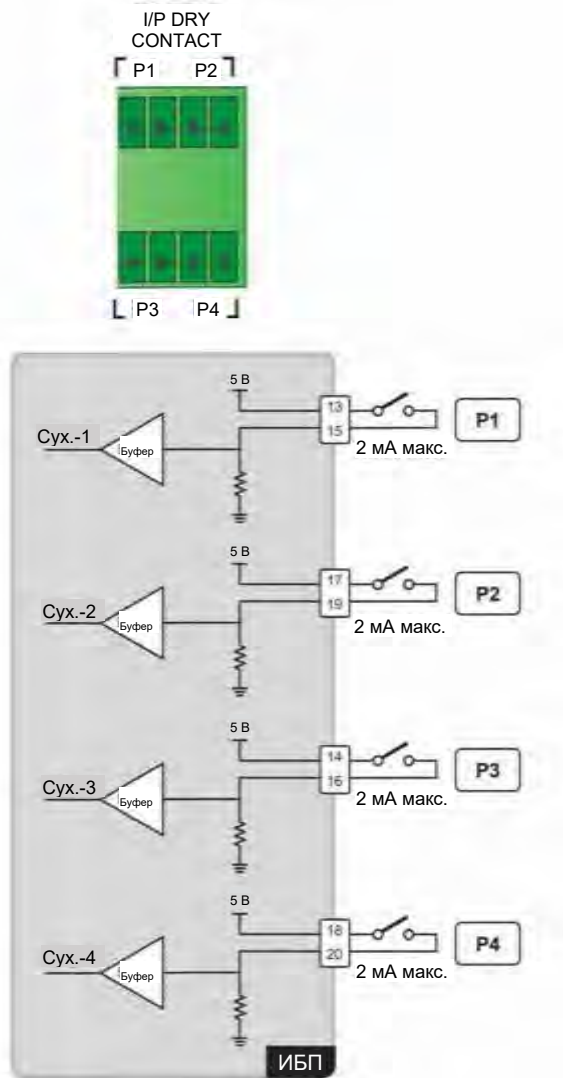 I/P DRY
CONTACT
P1 P2
P3 P4
5 В
13
Сух.-1
Буфер
15
P1
2 мА макс.
5 В
17
Сух.-2
Буфер
19
P2
2 мА макс.
5 В
14
Сух.-3
Буфер
16
P3
2 мА макс.
5 В
18
Сух.-4
Буфер
20
P4
2 мА макс.
ИБП